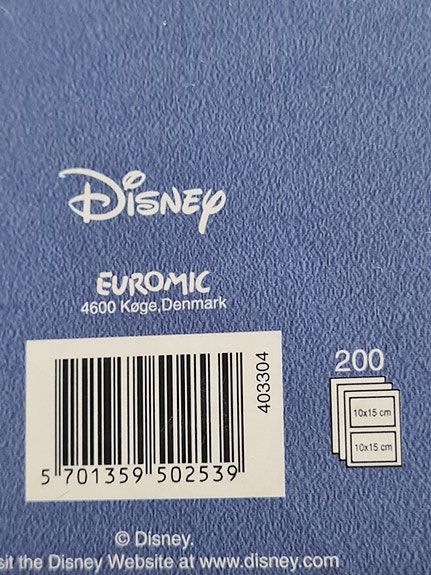 Disney
EUROMIC
4600 Køge,Denmark
403304
200
10x15 cm
10x15 cm
5 701359 502539
© Disney.
sit the Disney Website at www.disney.com